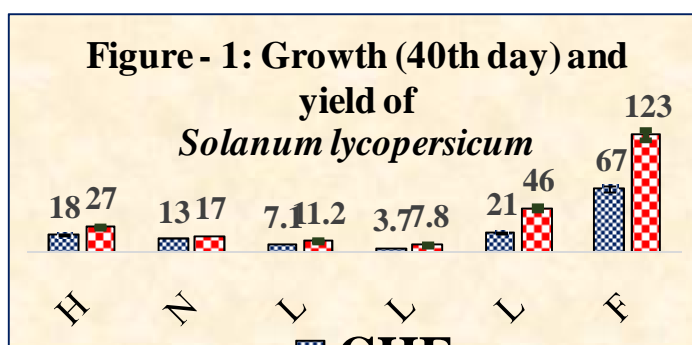 Figure - 1: Growth (40th day) and
yield of
Solanum lycopersicum
18 27 13 17 7.1 11.2 3.7 7.8 21 46 67 123
H N L L L F